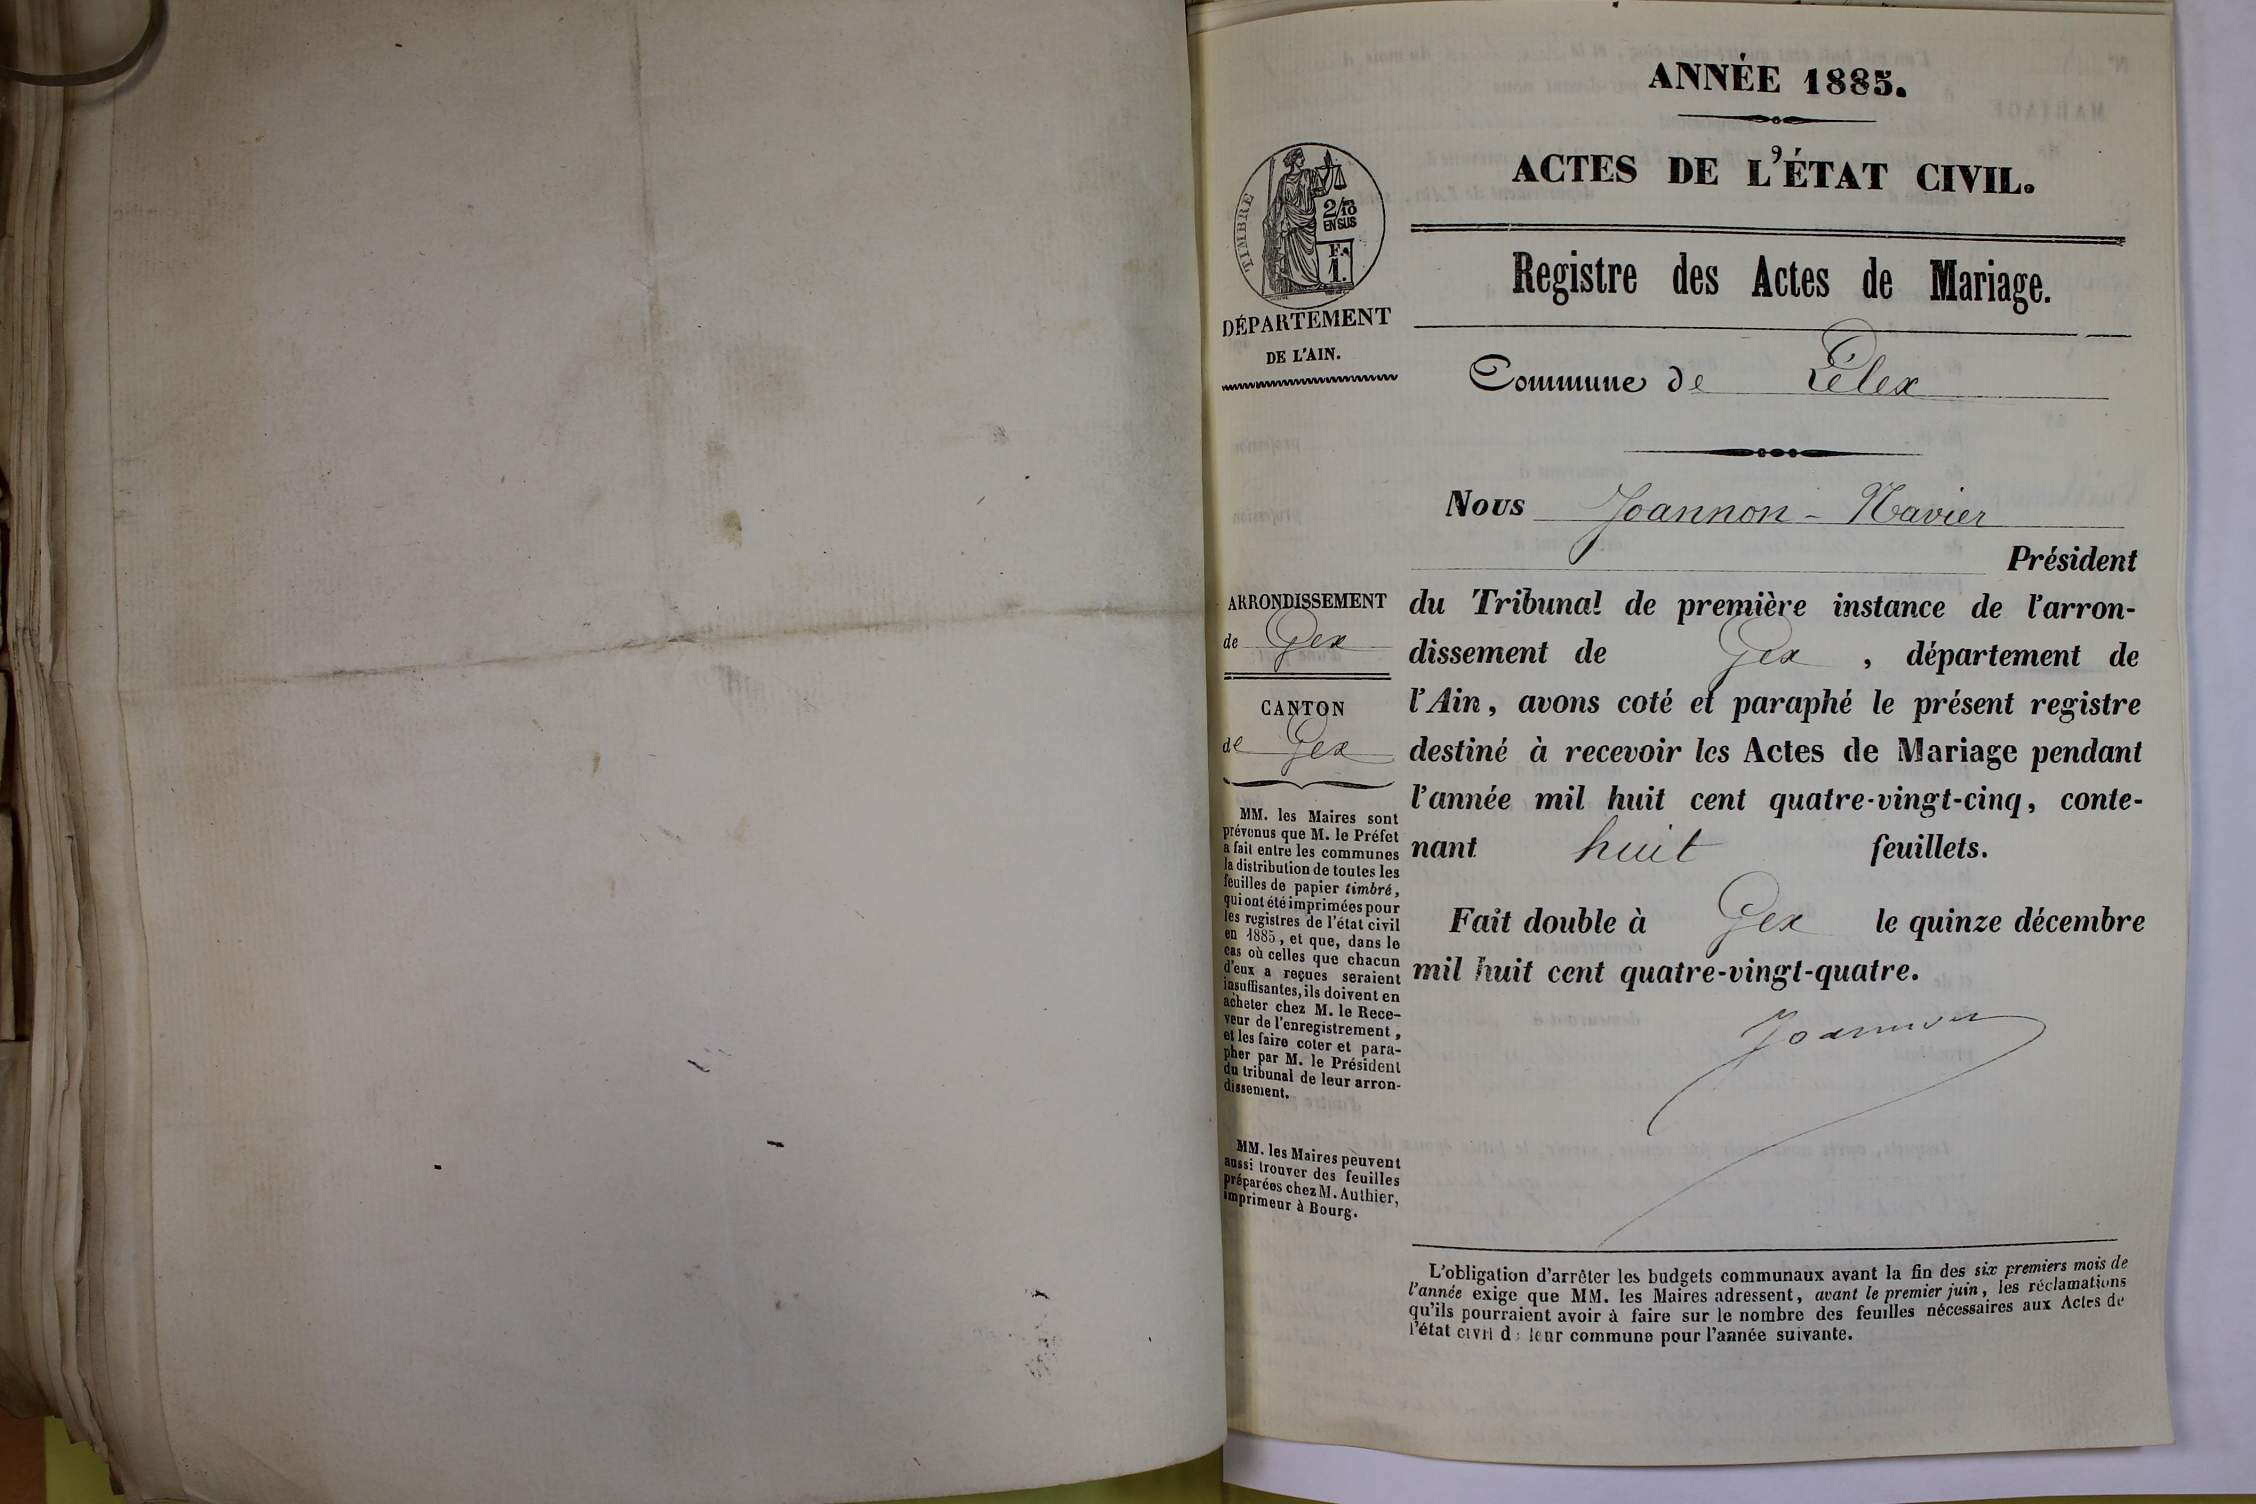 ANNÉE 1885.
ACTES DE L'ÉTAT CIVIL.
TIMBRE
2/10
EN SUS
F.
1.
DÉPARTEMENT
DE L'AIN.
Registre des Actes de Mariage.
Commune de Lélex
Nous Joannon - Xavier
Président
du Tribunal de première instance de l'arron-
dissement de Gex, département de
l'Ain, avons coté et paraphé le présent registre
destiné à recevoir les Actes de Mariage pendant
l'année mil huit cent quatre-vingt-cinq, conte-
nant huit feuillets.
Fait double à Gex le quinze décembre
mil huit cent quatre-vingt-quatre.
Joannon
ARRONDISSEMENT
de Gex
CANTON
de Gex
MM. les Maires sont
prévenus que M. le Préfet
a fait entre les communes
la distribution de toutes les
feuilles de papier timbré,
qui ont été imprimées pour
les registres de l'état civil
en 1885, et que, dans le
cas où celles que chacun
d'eux a reçues seraient
insuffisantes, ils doivent en
acheter chez M. le Rece-
veur de l'enregistrement,
et les faire coter et para-
pher par M. le Président
du tribunal de leur arron-
dissement.
MM. les Maires peuvent
aussi trouver des feuilles
préparées chez M. Authier,
imprimeur à Bourg.
L'obligation d'arrêter les budgets communaux avant la fin des six premiers mois de
l'année exige que MM. les Maires adressent, avant le premier juin, les réclamations
qu'ils pourraient avoir à faire sur le nombre des feuilles nécessaires aux Actes de
l'état civil de leur commune pour l'année suivante.